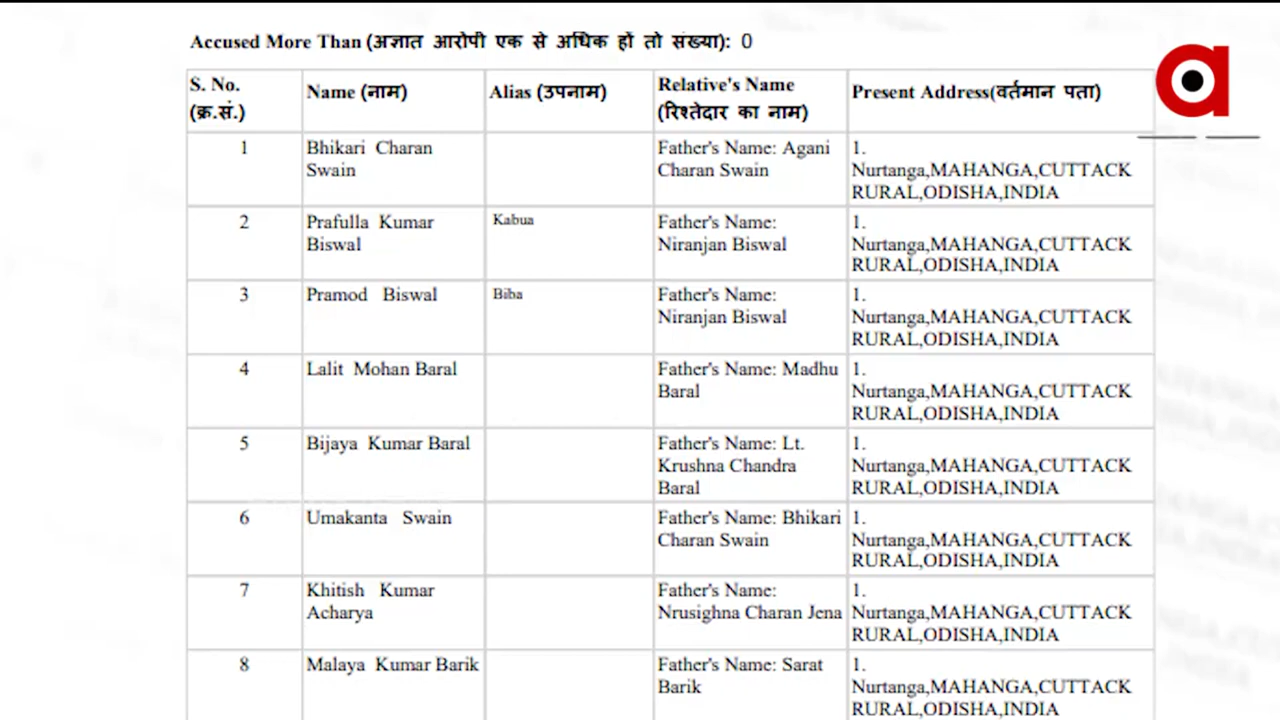 Accused More Than (अज्ञात आरोपी एक से अधिक हों तो संख्या): 0
S. No. (क्र.सं.) Name (नाम) Alias (उपनाम) Relative's Name (रिश्तेदार का नाम) Present Address(वर्तमान पता)
1 Bhikari Charan Swain Father's Name: Agani Charan Swain 1. Nurtanga,MAHANGA,CUTTACK RURAL,ODISHA,INDIA
2 Prafulla Kumar Biswal Kabua Father's Name: Niranjan Biswal 1. Nurtanga,MAHANGA,CUTTACK RURAL,ODISHA,INDIA
3 Pramod Biswal Biba Father's Name: Niranjan Biswal 1. Nurtanga,MAHANGA,CUTTACK RURAL,ODISHA,INDIA
4 Lalit Mohan Baral Father's Name: Madhu Baral 1. Nurtanga,MAHANGA,CUTTACK RURAL,ODISHA,INDIA
5 Bijaya Kumar Baral Father's Name: Lt. Krushna Chandra Baral 1. Nurtanga,MAHANGA,CUTTACK RURAL,ODISHA,INDIA
6 Umakanta Swain Father's Name: Bhikari Charan Swain 1. Nurtanga,MAHANGA,CUTTACK RURAL,ODISHA,INDIA
7 Khitish Kumar Acharya Father's Name: Nrusighna Charan Jena 1. Nurtanga,MAHANGA,CUTTACK RURAL,ODISHA,INDIA
8 Malaya Kumar Barik Father's Name: Sarat Barik 1. Nurtanga,MAHANGA,CUTTACK RURAL,ODISHA,INDIA